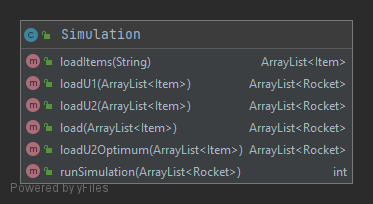 C Simulation
m loadItems(String) ArrayList<Item>
m loadU1(ArrayList<Item>) ArrayList<Rocket>
m loadU2(ArrayList<Item>) ArrayList<Rocket>
m load(ArrayList<Item>) ArrayList<Rocket>
m loadU2Optimum(ArrayList<Item>) ArrayList<Rocket>
m runSimulation(ArrayList<Rocket>) int
Powered by yFiles